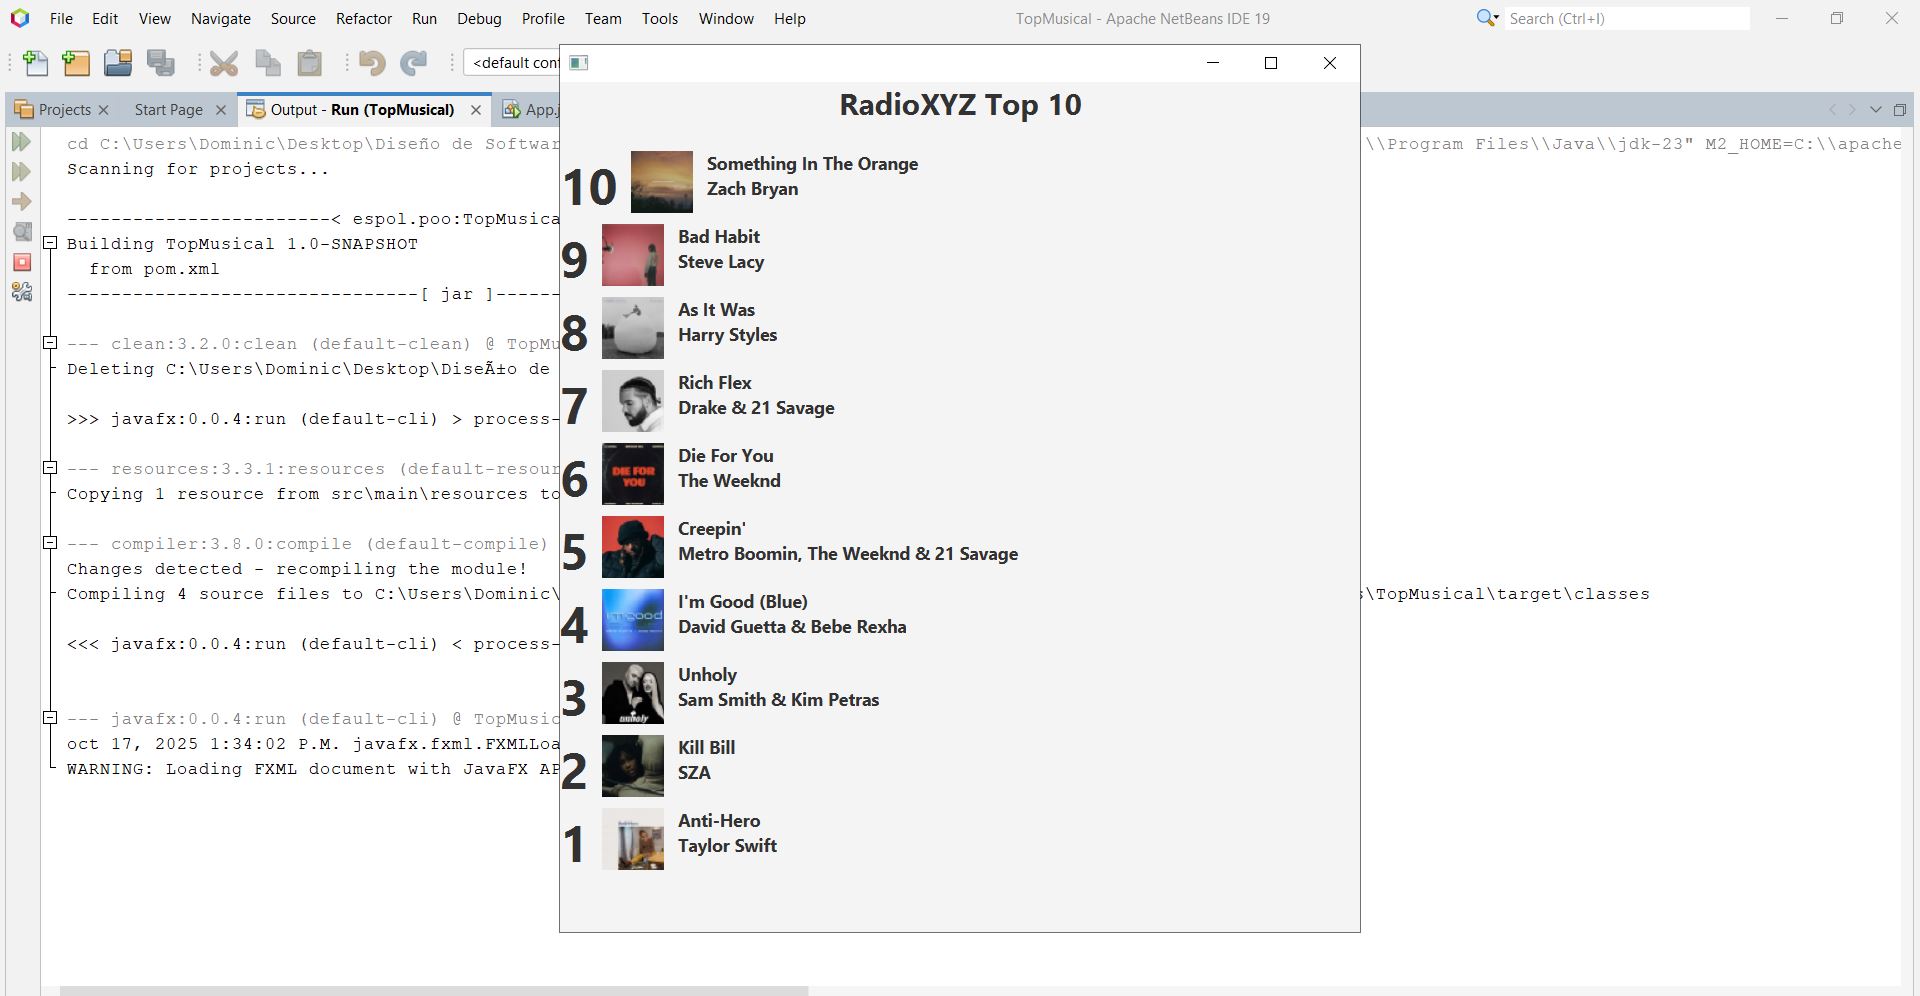 File Edit View Navigate Source Refactor Run Debug Profile Team Tools Window Help
TopMusical - Apache NetBeans IDE 19
Search (Ctrl+I)
<default conf
Projects
Start Page
Output - Run (TopMusical)
App.j
cd C:\Users\Dominic\Desktop\Diseño de Softwar
\\Program Files\\Java\\jdk-23" M2_HOME=C:\\apache
Scanning for projects...
------------------------< espol.poo:TopMusica
Building TopMusical 1.0-SNAPSHOT
from pom.xml
--------------------------------[ jar ]------
--- clean:3.2.0:clean (default-clean) @ TopMu
Deleting C:\Users\Dominic\Desktop\DiseÃ±o de
>>> javafx:0.0.4:run (default-cli) > process-
--- resources:3.3.1:resources (default-resour
Copying 1 resource from src\main\resources to
--- compiler:3.8.0:compile (default-compile)
Changes detected - recompiling the module!
Compiling 4 source files to C:\Users\Dominic\
s\TopMusical\target\classes
<<< javafx:0.0.4:run (default-cli) < process-
--- javafx:0.0.4:run (default-cli) @ TopMusic
oct 17, 2025 1:34:02 P.M. javafx.fxml.FXMLLoa
WARNING: Loading FXML document with JavaFX AP
RadioXYZ Top 10
10
Something In The Orange
Zach Bryan
9
Bad Habit
Steve Lacy
8
As It Was
Harry Styles
7
Rich Flex
Drake & 21 Savage
6
DIE FOR
YOU
Die For You
The Weeknd
5
Creepin'
Metro Boomin, The Weeknd & 21 Savage
4
I'm good
I'm Good (Blue)
David Guetta & Bebe Rexha
3
unholy
Unholy
Sam Smith & Kim Petras
2
Kill Bill
SZA
1
Anti-Hero
Taylor Swift